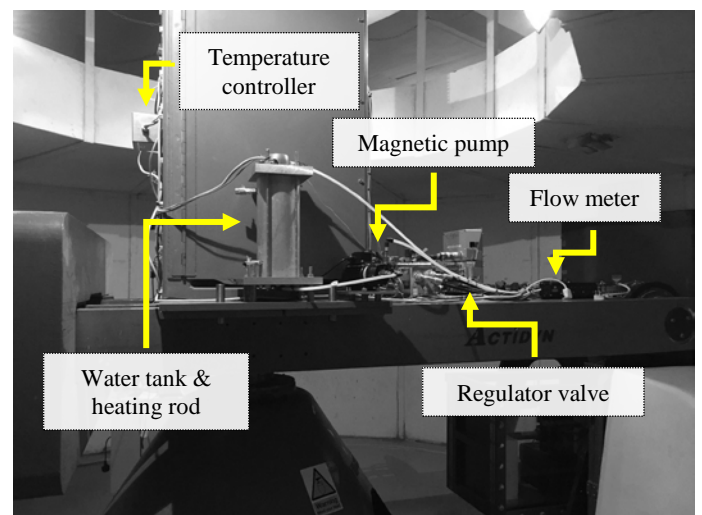 Temperature
controller
Magnetic pump
Flow meter
ACTIDYN
Water tank &
heating rod
Regulator valve